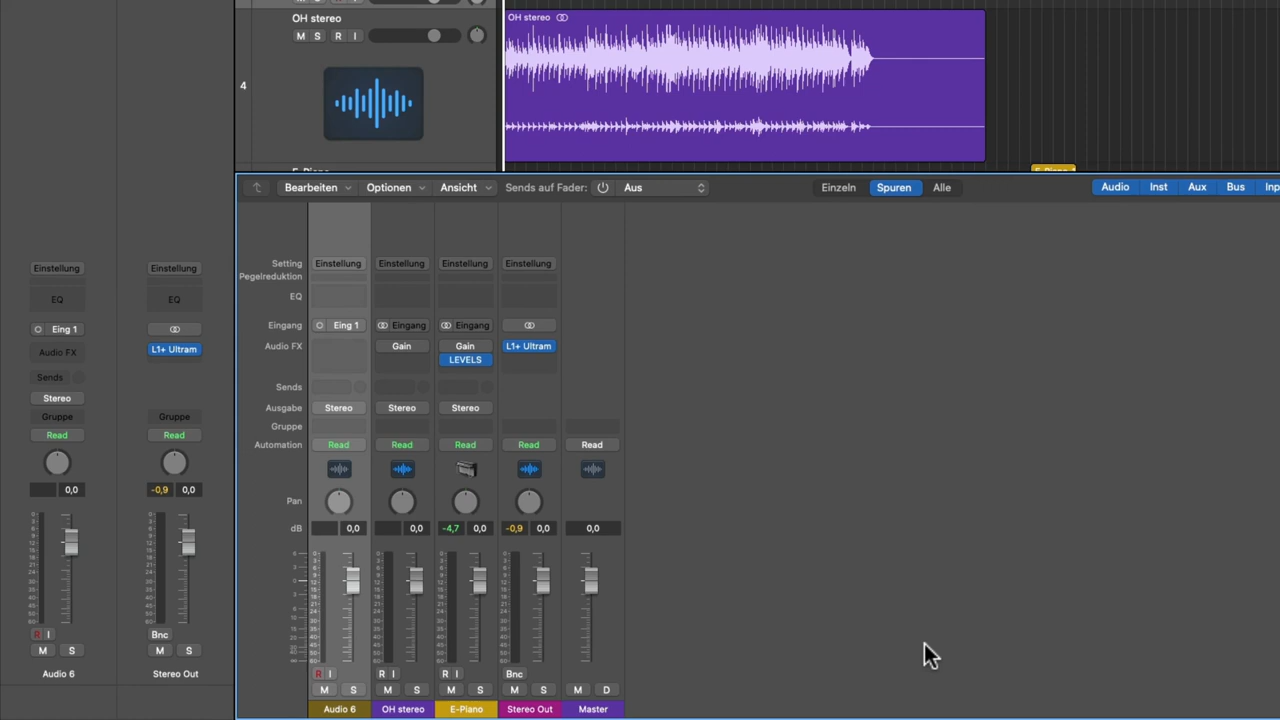 OH stereo
M S R I
OH stereo
4
Bearbeiten Optionen Ansicht Sends auf Fader: Aus Einzeln Spuren Alle Audio Inst Aux Bus Inp
Setting Einstellung Einstellung Einstellung Einstellung
Pegelreduktion
EQ
Eingang Eing 1 Eingang Eingang
Audio FX Gain Gain L1+ Ultram
LEVELS
Sends
Ausgabe Stereo Stereo Stereo
Gruppe
Automation Read Read Read Read Read
Pan
dB 0,0 0,0 -4,7 0,0 -0,9 0,0 0,0
R I R I R I Bnc
M S M S M S M S M D
Audio 6 OH stereo E-Piano Stereo Out Master
Einstellung Einstellung
EQ EQ
Eing 1
Audio FX L1+ Ultram
Sends
Stereo
Gruppe Gruppe
Read Read
0,0 -0,9 0,0
R I Bnc
M S M S
Audio 6 Stereo Out